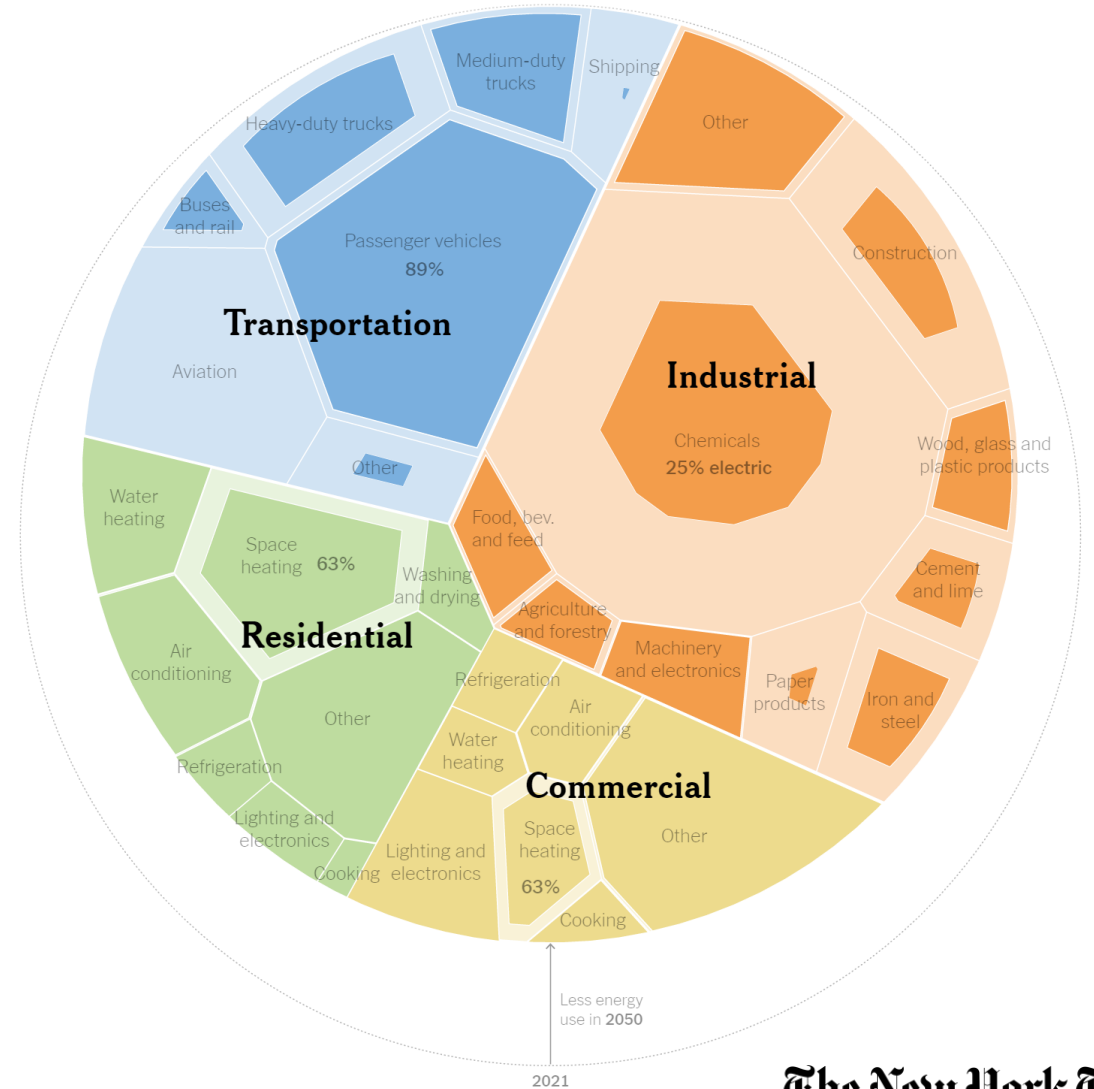 Medium-duty
trucks
Shipping
Heavy-duty trucks
Other
Buses
and rail
Passenger vehicles
89%
Construction
Transportation
Aviation
Industrial
Chemicals
25% electric
Wood, glass and
plastic products
Other
Water
heating
Food, bev.
and feed
Space
heating 63%
Washing
and drying
Cement
and lime
Agriculture
and forestry
Residential
Air
conditioning
Machinery
and electronics
Refrigeration
Paper
products
Iron and
steel
Other
Air
conditioning
Water
heating
Refrigeration
Commercial
Lighting and
electronics
Space
heating
63%
Other
Lighting and
electronics
Cooking
Cooking
Less energy
use in 2050
2021
The New York T